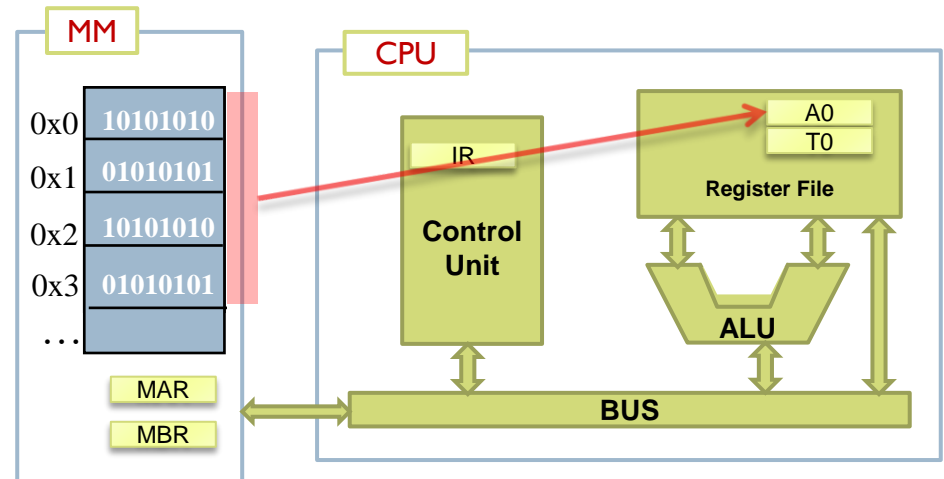 MM
CPU
0x0 10101010
0x1 01010101
0x2 10101010
0x3 01010101
…
MAR
MBR
IR
Control
Unit
A0
T0
Register File
ALU
BUS